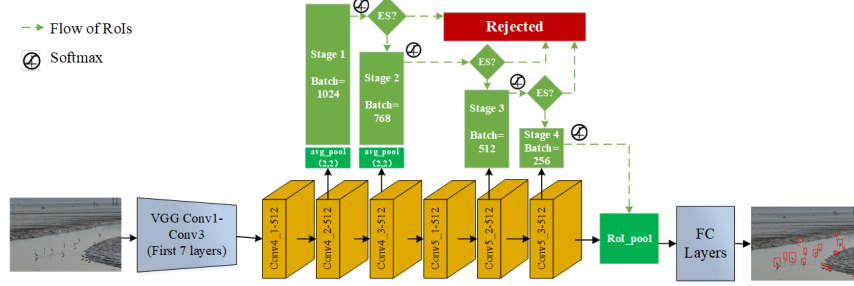 Flow of RoIs
Softmax
Stage 1
Batch=
1024
avg_pool
(2,2)
ES?
Stage 2
Batch=
768
avg_pool
(2,2)
Rejected
ES?
Stage 3
Batch=
512
ES?
Stage 4
Batch=
256
VGG Conv1-
Conv3
(First 7 layers)
Conv4_1-512
Conv4_2-512
Conv4_3-512
Conv5_1-512
Conv5_2-512
Conv5_3-512
RoI_pool
FC
Layers